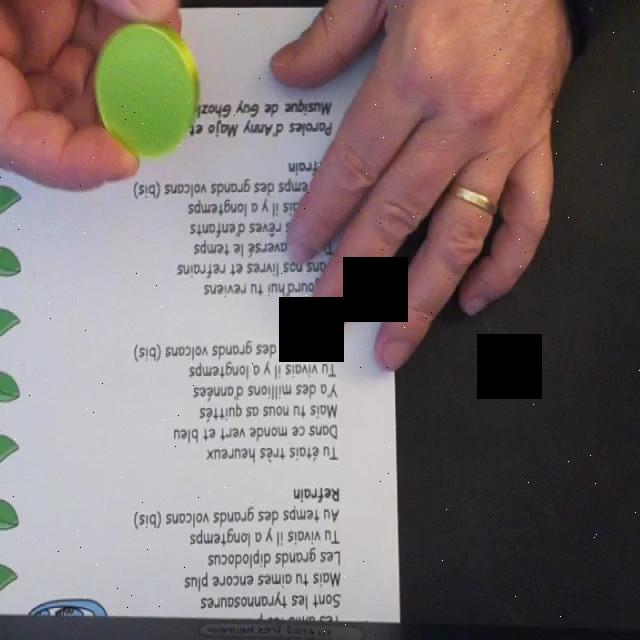 Sont les tyrannosaures
Mais tu aimes encore plus
Les grands diplodocus
Tu vivais il y a longtemps
Au temps des grands volcans (bis)
Refrain
Tu étais très heureux
Dans ce monde vert et bleu
Mais tu nous as quittés
Y'a des millions d'années
Tu vivais il y a longtemps
des grands volcans (bis)
tu reviens
nos livres et refrains
le temps
rêves d'enfants
il y a longtemps
des grands volcans (bis)
Paroles d'Anny Majo et
Musique de Guy